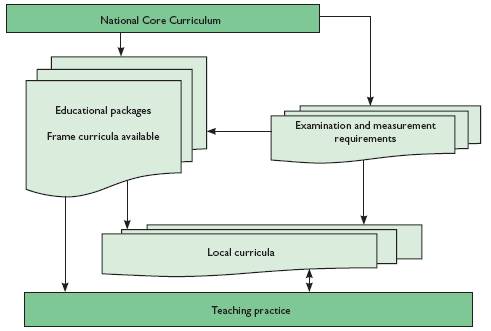 National Core Curriculum
Educational packages
Frame curricula available
Examination and measurement
requirements
Local curricula
Teaching practice